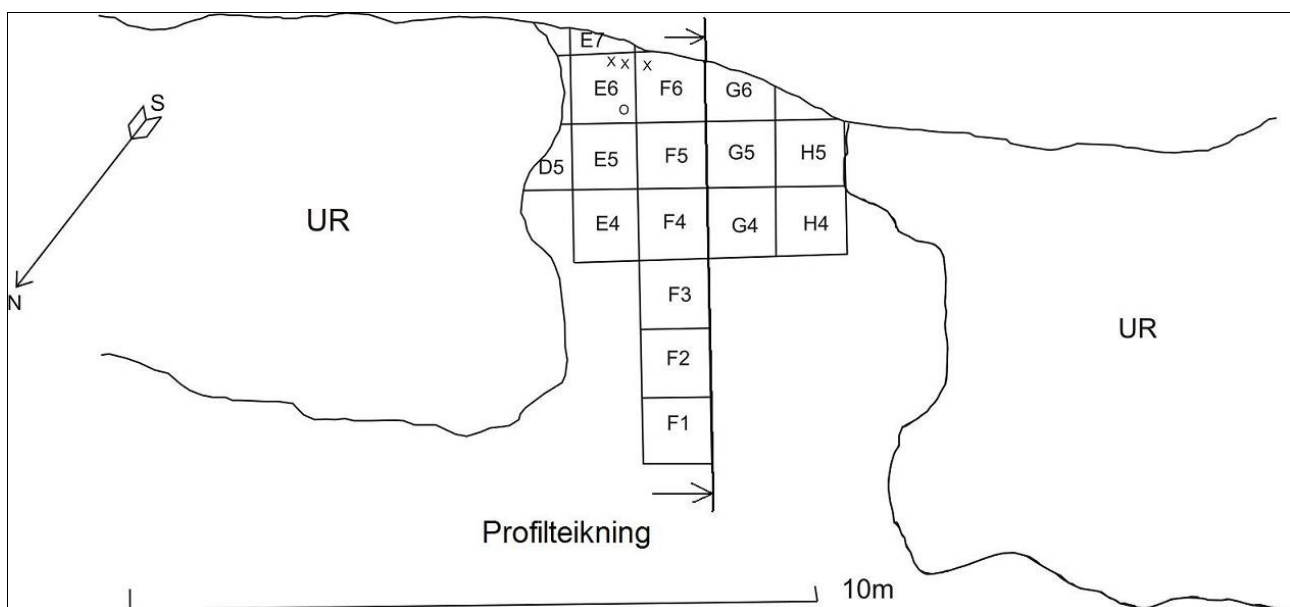 E7
x x x
S
E6 F6 G6
O
D5 E5 F5 G5 H5
UR
E4 F4 G4 H4
N
F3
UR
F2
F1
Profilteikning
10m